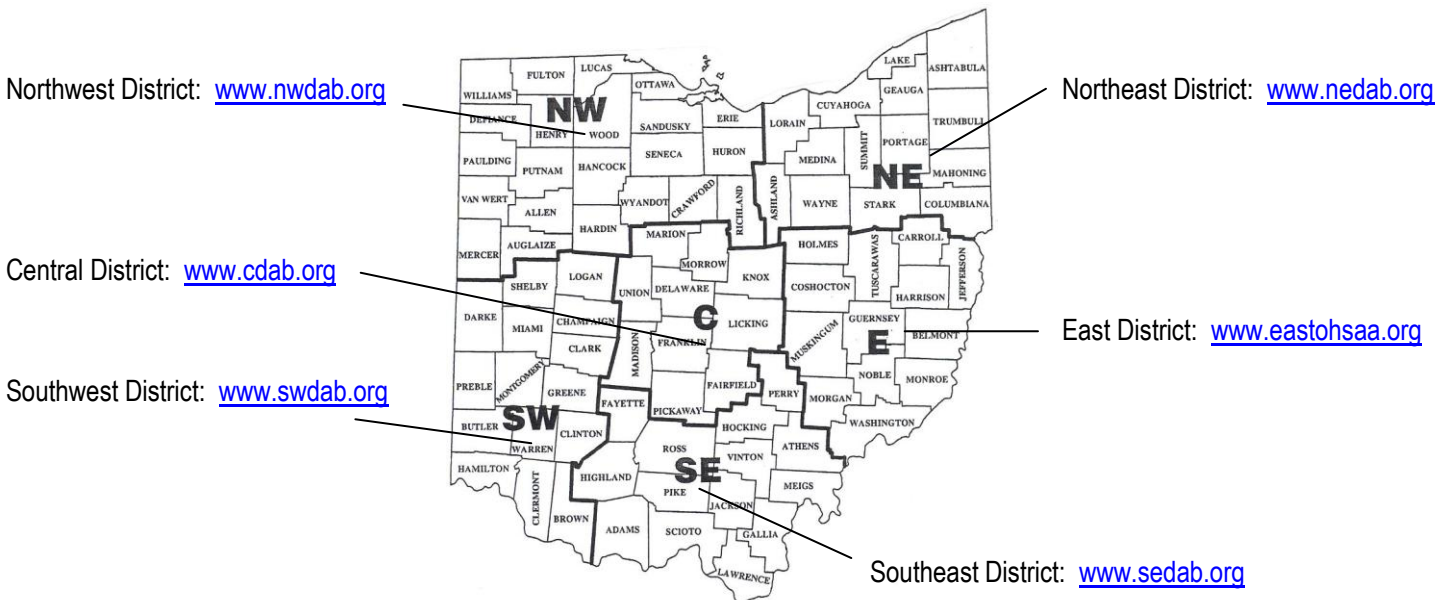 Northwest District: www.nwdab.org
Central District: www.cdab.org
Southwest District: www.swdab.org
Northeast District: www.nedab.org
East District: www.eastohsaa.org
Southeast District: www.sedab.org
NW
NE
C
E
SW
SE
WILLIAMS
FULTON
LUCAS
OTTAWA
DEFIANCE
HENRY
WOOD
SANDUSKY
ERIE
PAULDING
PUTNAM
HANCOCK
SENECA
HURON
VAN WERT
ALLEN
WYANDOT
CRAWFORD
RICHLAND
MERCER
AUGLAIZE
HARDIN
LORAIN
CUYAHOGA
LAKE
GEAUGA
ASHTABULA
TRUMBULL
MEDINA
SUMMIT
PORTAGE
MAHONING
ASHLAND
WAYNE
STARK
COLUMBIANA
MARION
MORROW
KNOX
UNION
DELAWARE
LICKING
MADISON
FRANKLIN
FAIRFIELD
PICKAWAY
HOLMES
TUSCARAWAS
CARROLL
JEFFERSON
COSHOCTON
HARRISON
MUSKINGUM
GUERNSEY
BELMONT
NOBLE
MONROE
PERRY
MORGAN
WASHINGTON
SHELBY
LOGAN
DARKE
MIAMI
CHAMPAIGN
CLARK
PREBLE
MONTGOMERY
GREENE
BUTLER
WARREN
CLINTON
HAMILTON
CLERMONT
BROWN
FAYETTE
HIGHLAND
ADAMS
ROSS
PIKE
SCIOTO
HOCKING
VINTON
ATHENS
MEIGS
JACKSON
GALLIA
LAWRENCE